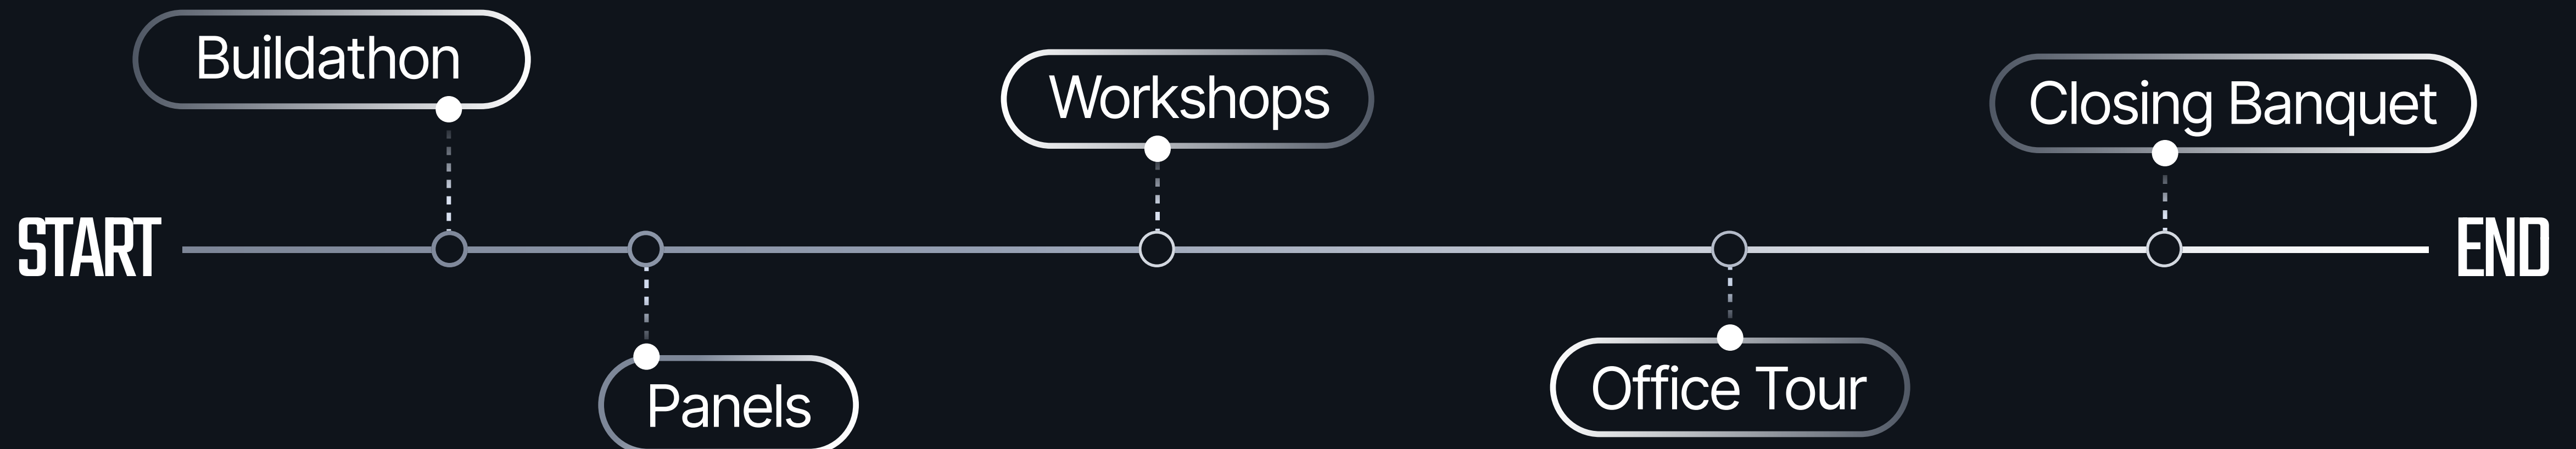 START
Buildathon
Panels
Workshops
Office Tour
Closing Banquet
END